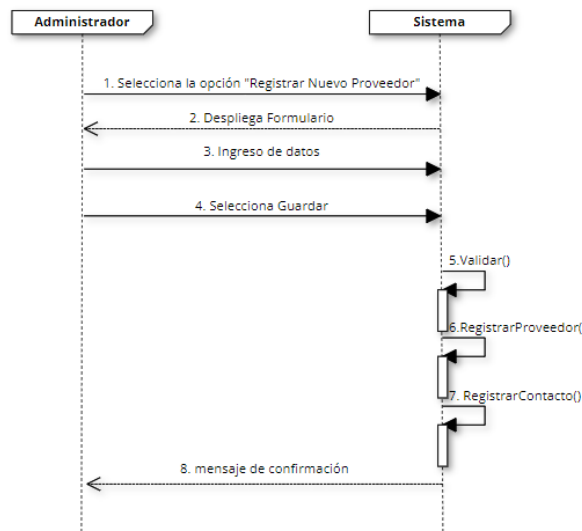 Administrador
Sistema
1. Selecciona la opción "Registrar Nuevo Proveedor"
2. Despliega Formulario
3. Ingreso de datos
4. Selecciona Guardar
5.Validar()
6.RegistrarProveedor(
7. RegistrarContacto()
8. mensaje de confirmación